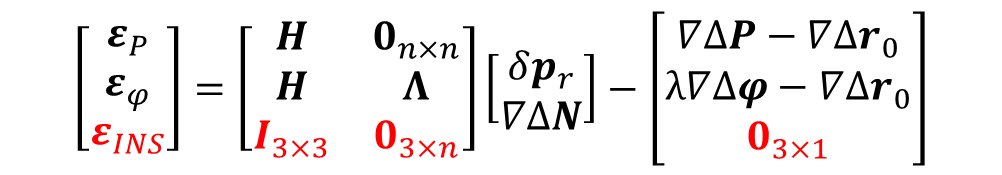 [ε_P ε_φ ε_INS] = [H 0_{n×n}; H Λ; I_{3×3} 0_{3×n}] [δp_r; ∇ΔN] − [∇ΔP − ∇Δr_0; λ∇Δφ − ∇Δr_0; 0_{3×1}]